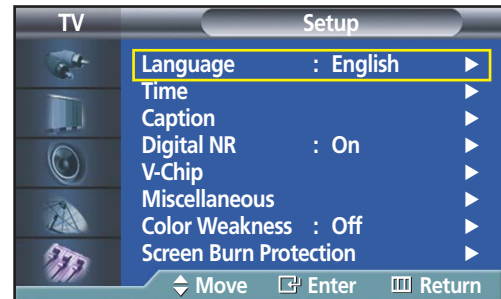 TV Setup
Language : English
Time
Caption
Digital NR : On
V-Chip
Miscellaneous
Color Weakness : Off
Screen Burn Protection
Move Enter Return